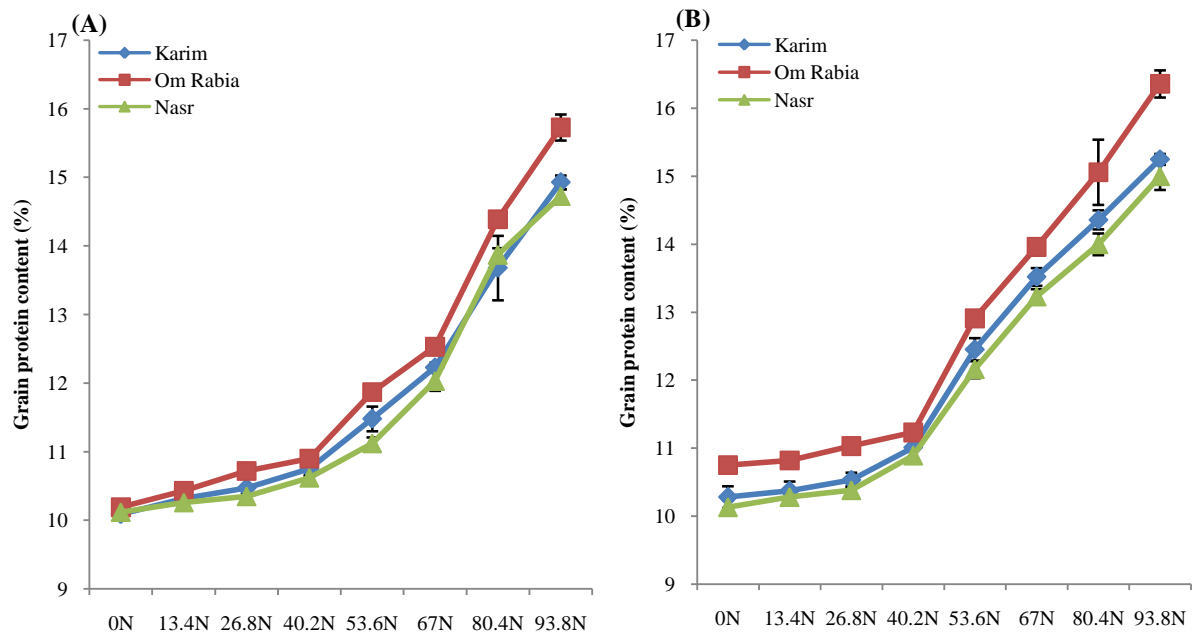 (A)
17
16
15
14
13
12
11
10
9
Grain protein content (%)
Karim
Om Rabia
Nasr
0N 13.4N 26.8N 40.2N 53.6N 67N 80.4N 93.8N
(B)
17
16
15
14
13
12
11
10
9
Grain protein content (%)
Karim
Om Rabia
Nasr
0N 13.4N 26.8N 40.2N 53.6N 67N 80.4N 93.8N